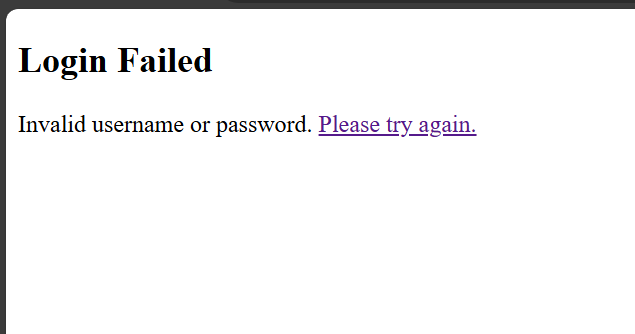 Login Failed
Invalid username or password. Please try again.